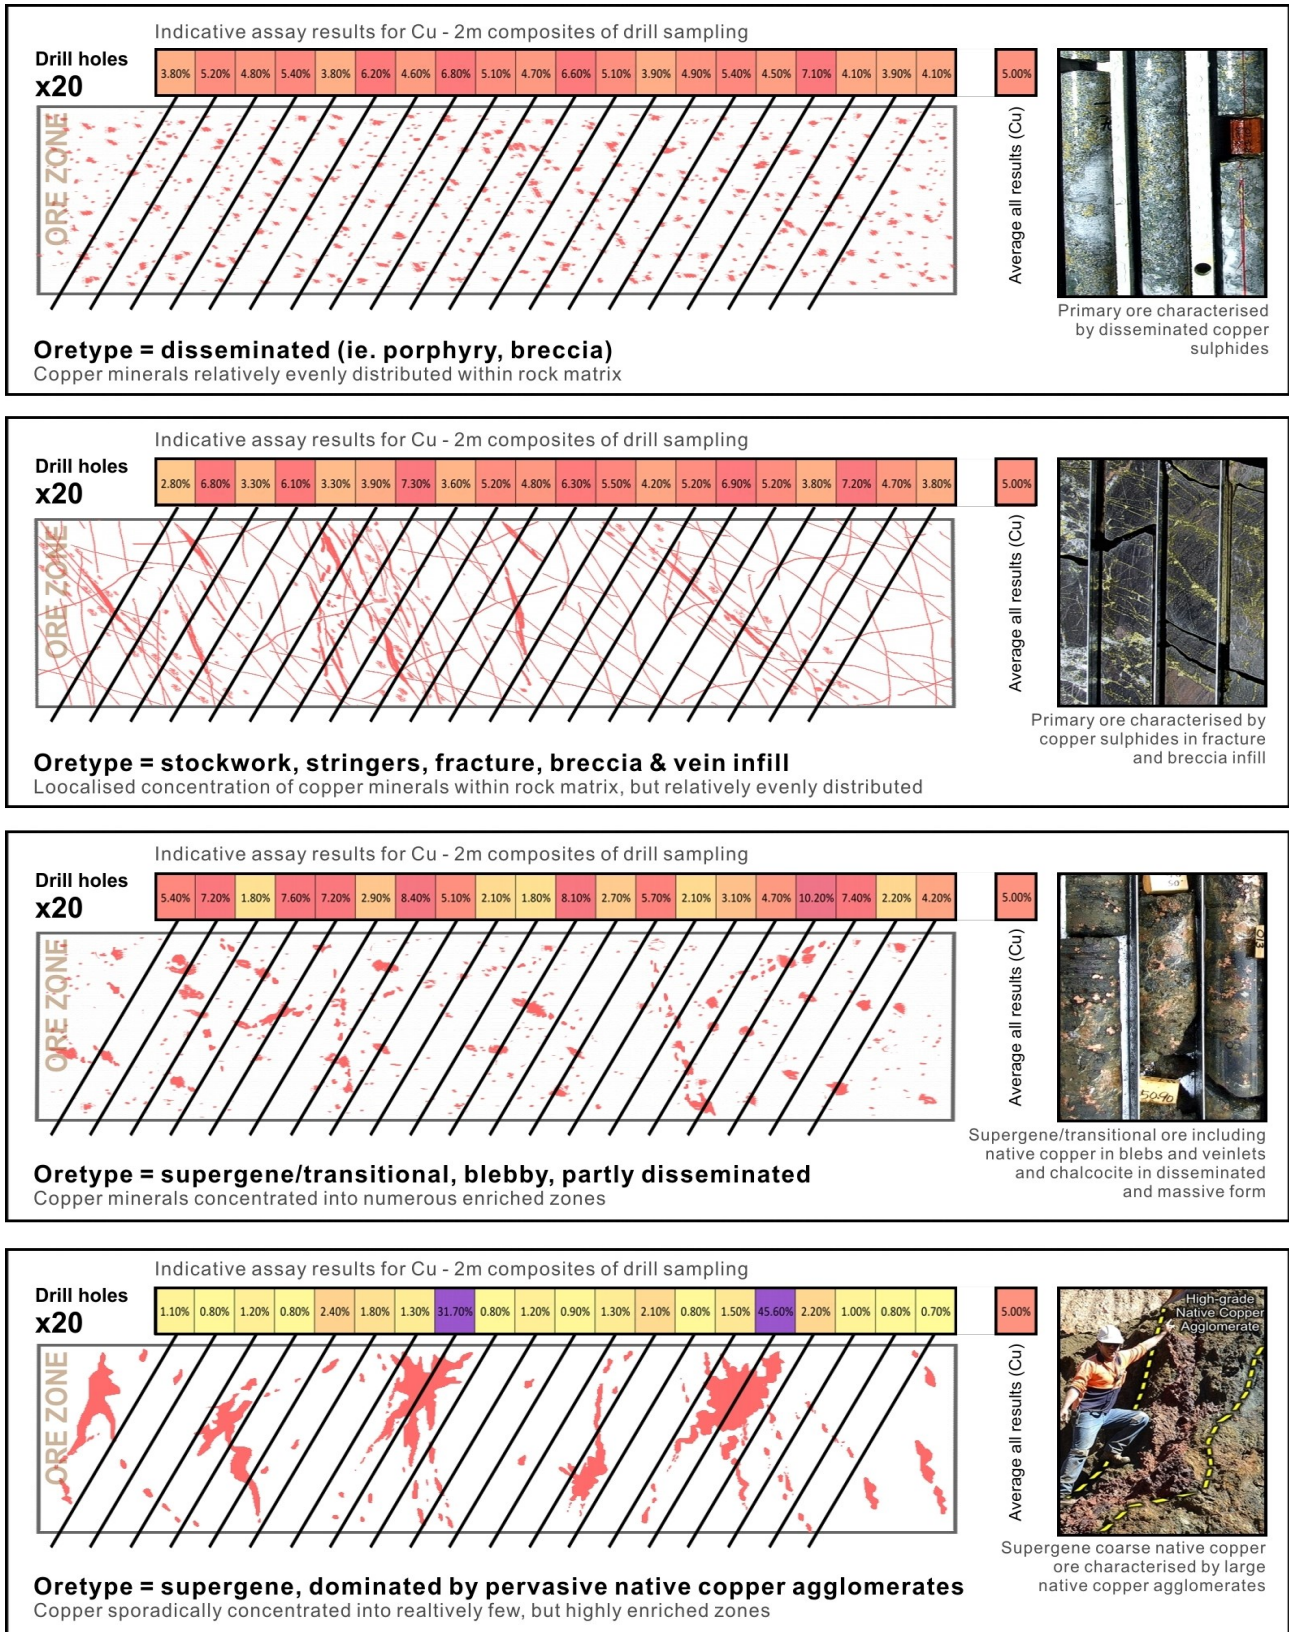 Indicative assay results for Cu - 2m composites of drill sampling
Drill holes
x20
3.80% 5.20% 4.80% 5.40% 3.80% 6.20% 4.60% 6.80% 5.10% 4.70% 6.60% 5.10% 3.90% 4.90% 5.40% 4.50% 7.10% 4.10% 3.90% 4.10% 5.00%
ORE ZONE
Average all results (Cu)
Primary ore characterised
by disseminated copper
sulphides
Oretype = disseminated (ie. porphyry, breccia)
Copper minerals relatively evenly distributed within rock matrix
Indicative assay results for Cu - 2m composites of drill sampling
Drill holes
x20
2.80% 6.80% 3.30% 6.10% 3.30% 3.90% 7.30% 3.60% 5.20% 4.80% 6.30% 5.50% 4.20% 5.20% 6.90% 5.20% 3.80% 7.20% 4.70% 3.80% 5.00%
ORE ZONE
Average all results (Cu)
Primary ore characterised by
copper sulphides in fracture
and breccia infill
Oretype = stockwork, stringers, fracture, breccia & vein infill
Loocalised concentration of copper minerals within rock matrix, but relatively evenly distributed
Indicative assay results for Cu - 2m composites of drill sampling
Drill holes
x20
5.40% 7.20% 1.80% 7.60% 7.20% 2.90% 8.40% 5.10% 2.10% 1.80% 8.10% 2.70% 5.70% 2.10% 3.10% 4.70% 10.20% 7.40% 2.20% 4.20% 5.00%
ORE ZONE
Average all results (Cu)
Supergene/transitional ore including
native copper in blebs and veinlets
and chalcocite in disseminated
and massive form
Oretype = supergene/transitional, blebby, partly disseminated
Copper minerals concentrated into numerous enriched zones
Indicative assay results for Cu - 2m composites of drill sampling
Drill holes
x20
1.10% 0.80% 1.20% 0.80% 2.40% 1.80% 1.30% 31.70% 0.80% 1.20% 0.90% 1.30% 2.10% 0.80% 1.50% 45.60% 2.20% 1.00% 0.80% 0.70% 5.00%
ORE ZONE
Average all results (Cu)
High-grade
Native Copper
Agglomerate
Supergene coarse native copper
ore characterised by large
native copper agglomerates
Oretype = supergene, dominated by pervasive native copper agglomerates
Copper sporadically concentrated into realtively few, but highly enriched zones